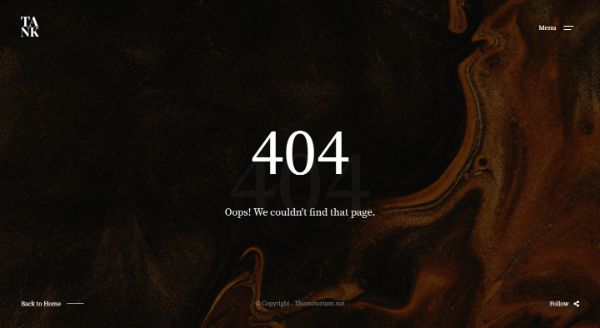 TA
NK
Menu
404
404
Oops! We couldn't find that page.
Back to Home
© Copyright . Themetorium.net
Follow